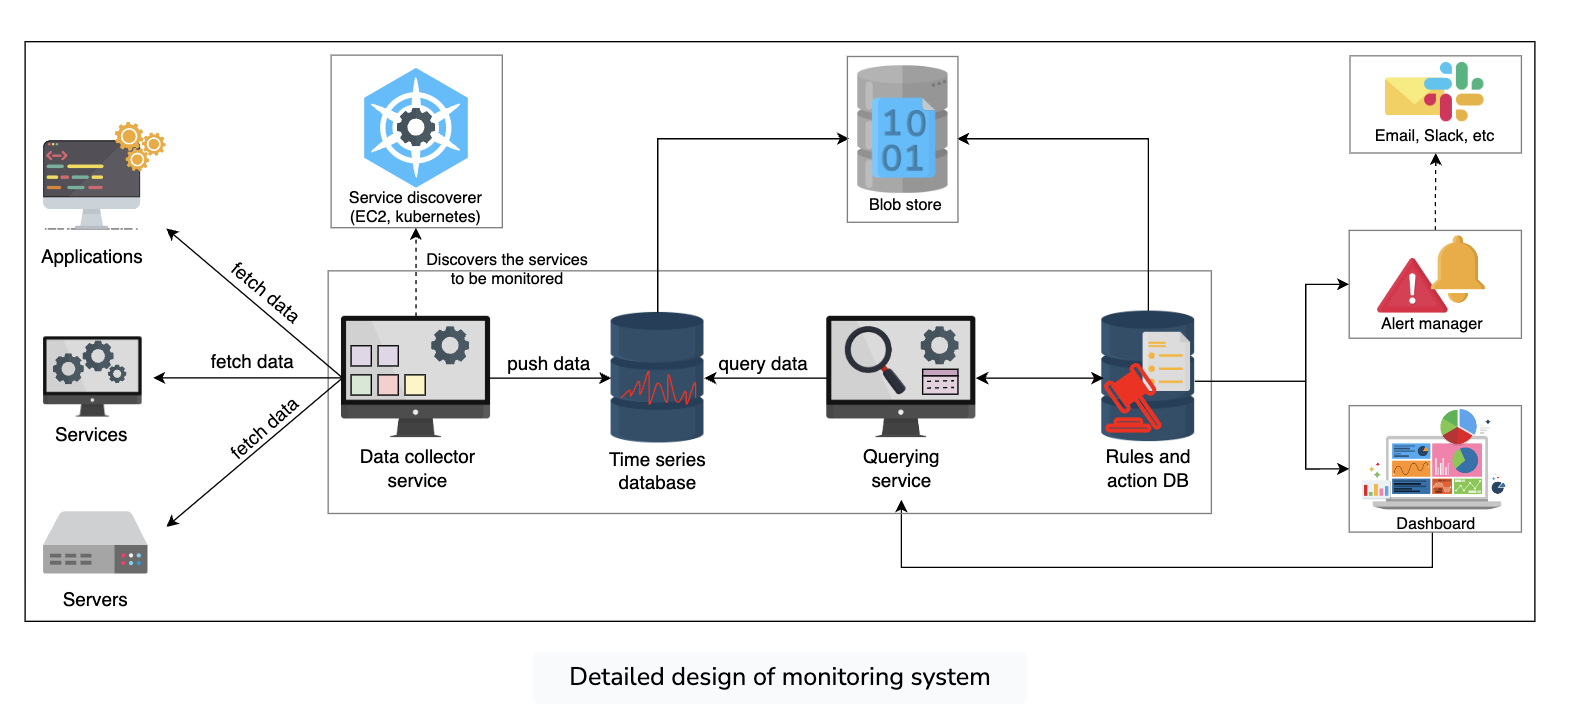 Applications
Services
Servers
fetch data
fetch data
fetch data
Service discoverer
(EC2, kubernetes)
Discovers the services
to be monitored
Data collector
service
push data
Time series
database
query data
Querying
service
10
01
Blob store
Rules and
action DB
Email, Slack, etc
Alert manager
Dashboard
Detailed design of monitoring system